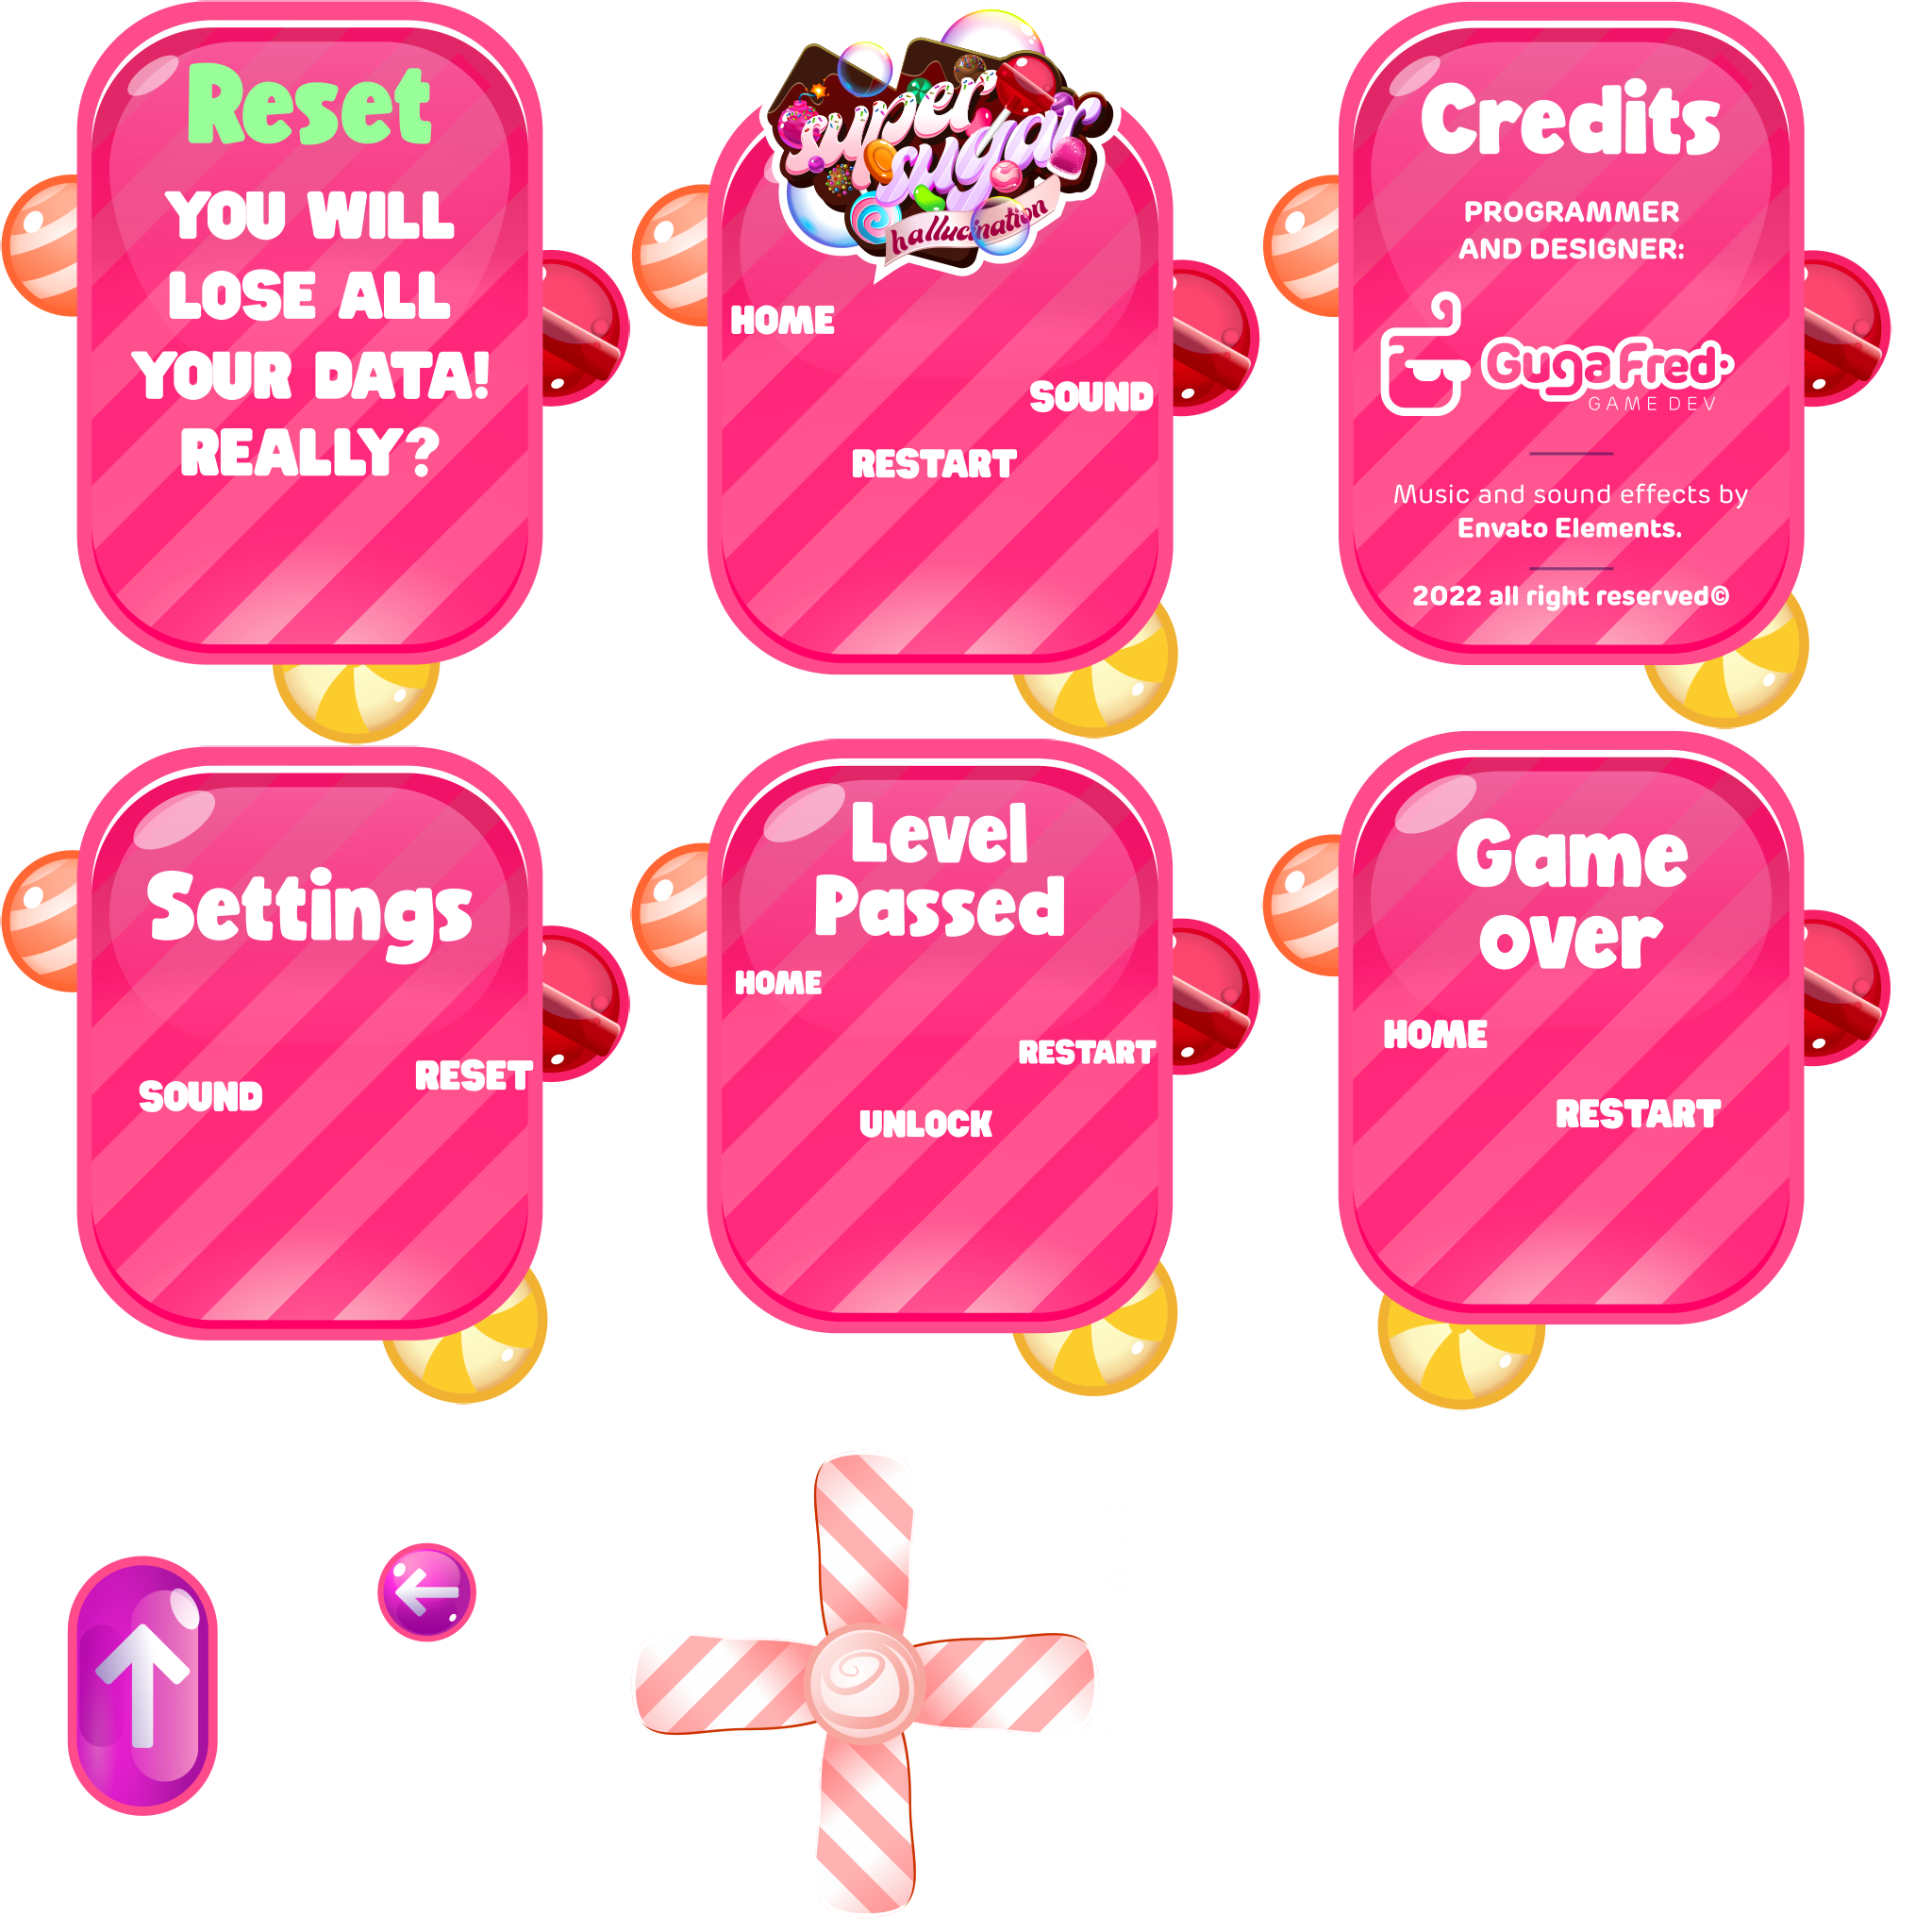 Reset
YOU WILL
LOSE ALL
YOUR DATA!
REALLY?
super
sugar
hallucination
HOME
SOUND
RESTART
Credits
PROGRAMMER
AND DESIGNER:
GugaFred
GAME DEV
Music and sound effects by
Envato Elements.
2022 all right reserved©
Settings
SOUND
RESET
Level
Passed
HOME
RESTART
UNLOCK
Game
over
HOME
RESTART